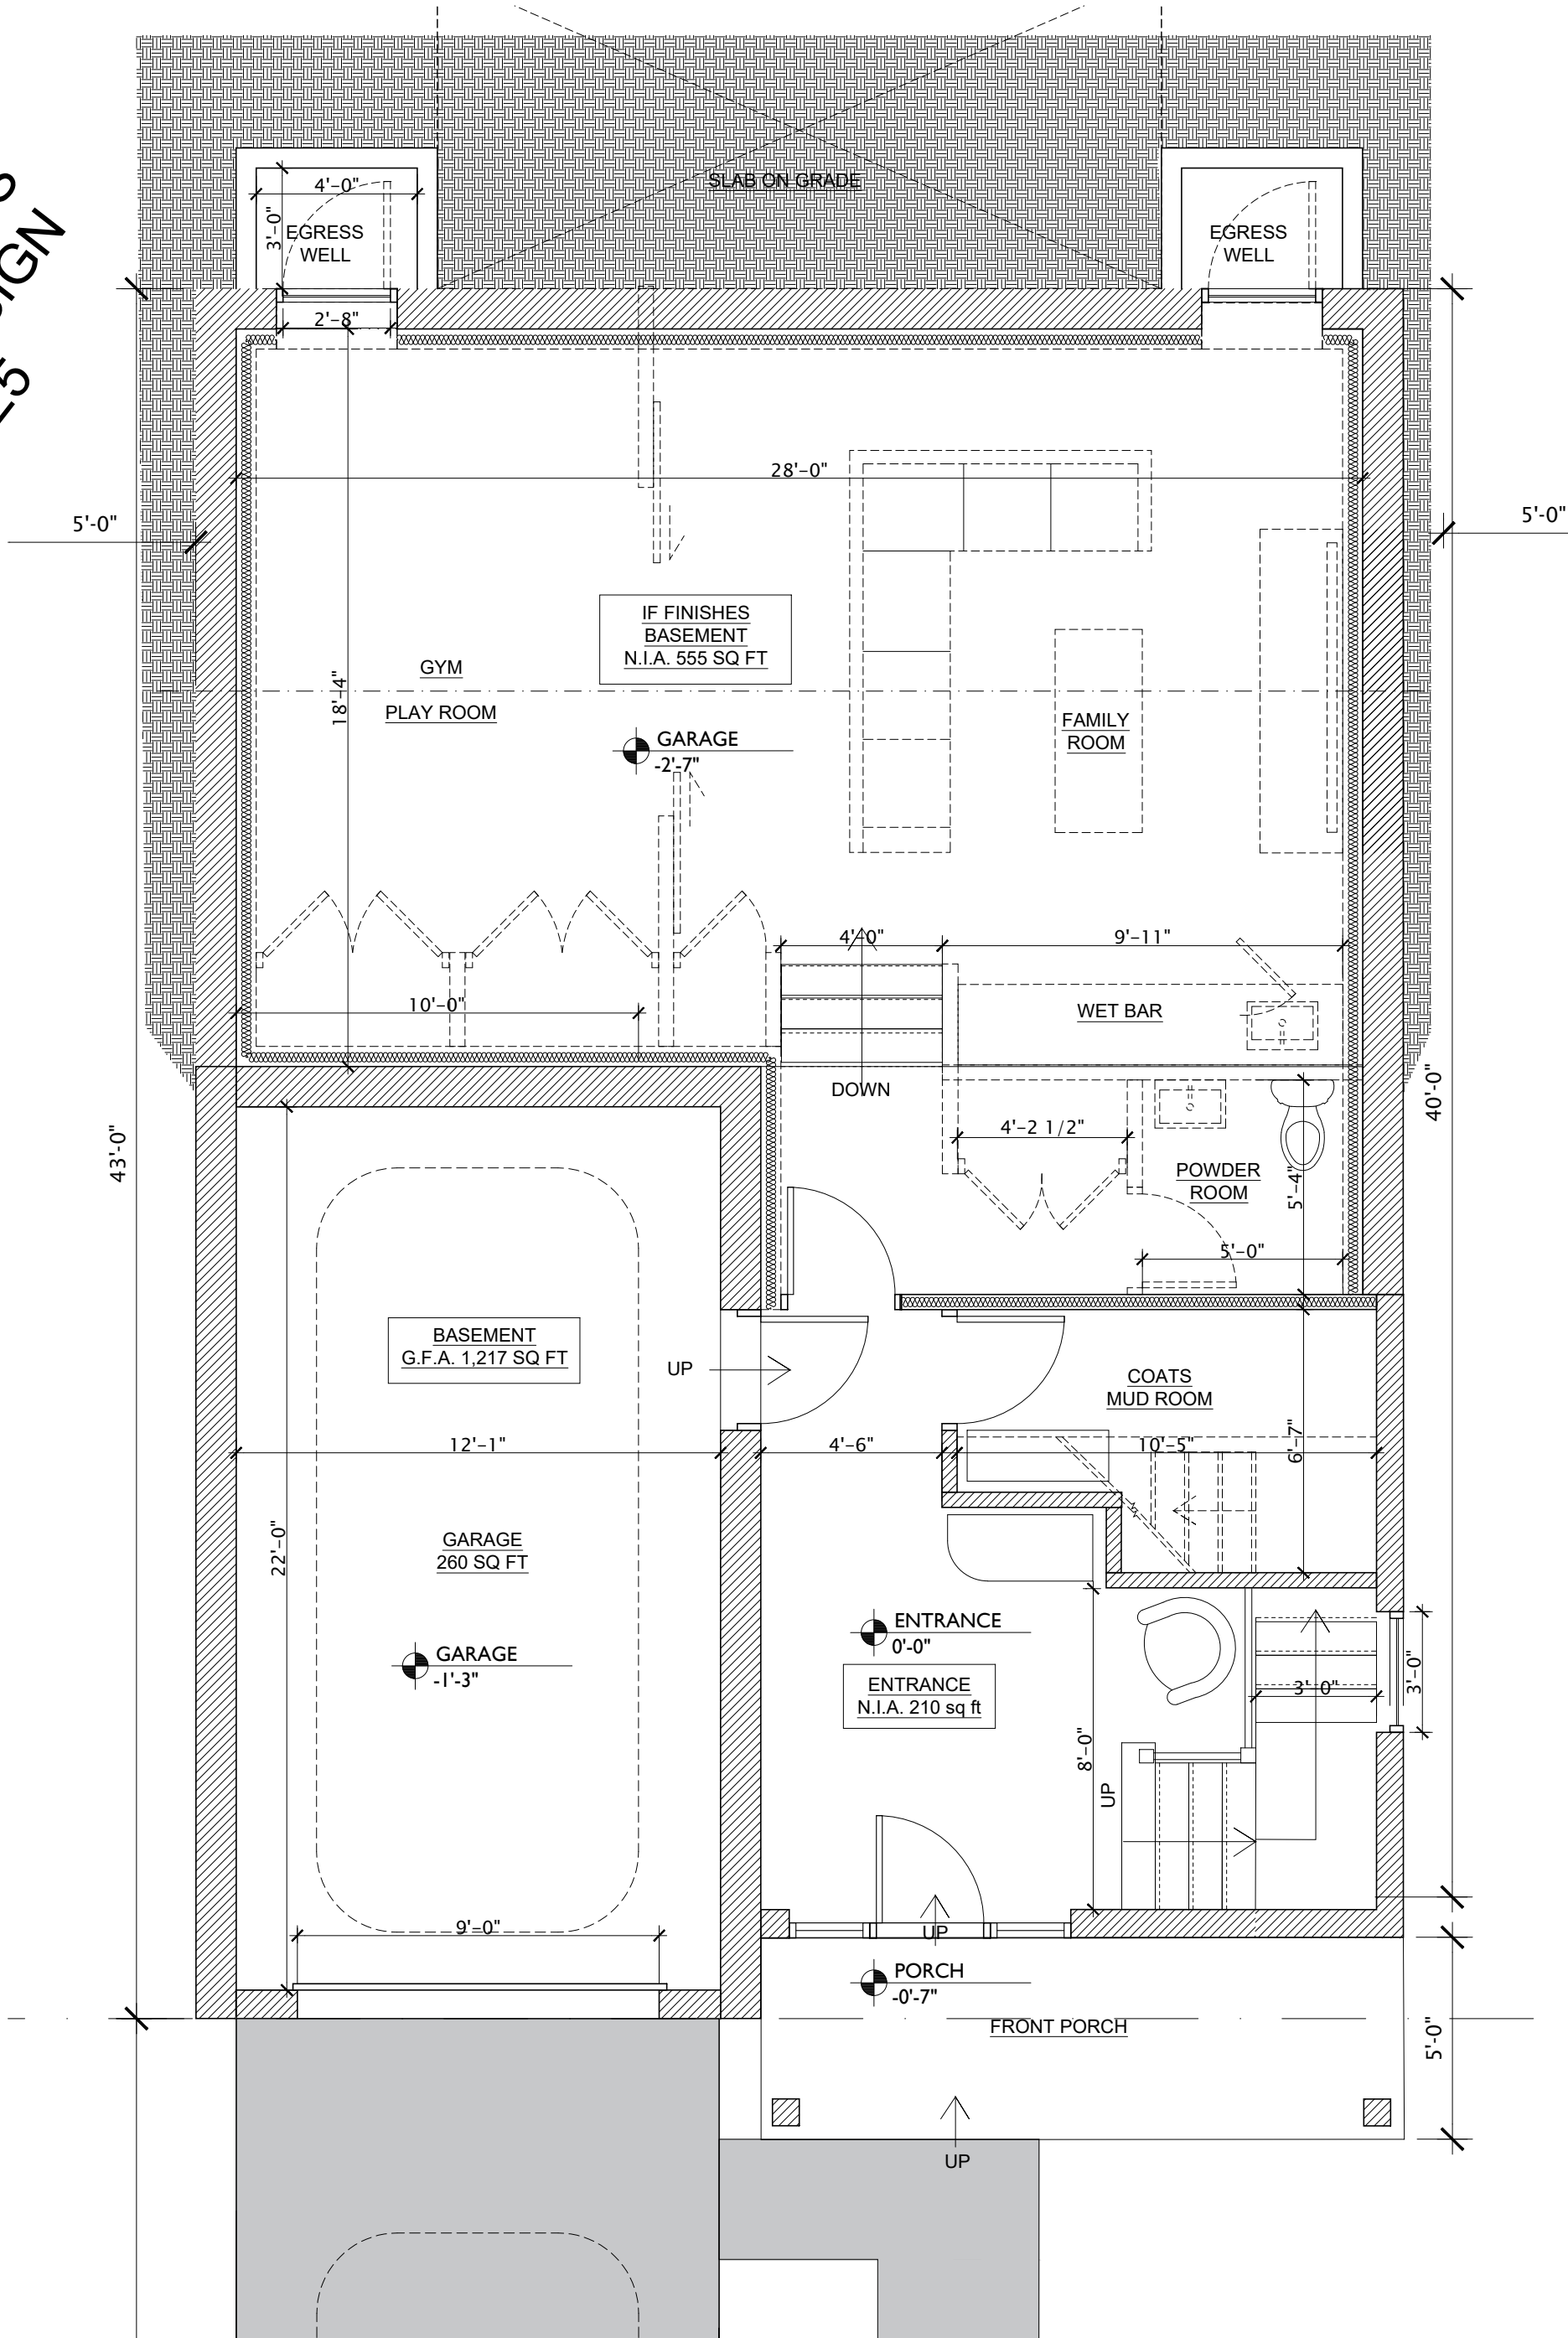 SIGN
SLAB ON GRADE
4'-0"
3'-0"
EGRESS
WELL
EGRESS
WELL
2'-8"
28'-0"
5'-0"
5'-0"
IF FINISHES
BASEMENT
N.I.A. 555 SQ FT
GYM
PLAY ROOM
18'-4"
FAMILY
ROOM
GARAGE
-2'-7"
4'-0"
9'-11"
10'-0"
WET BAR
DOWN
43'-0"
40'-0"
4'-2 1/2"
POWDER
ROOM
5'-4"
5'-0"
BASEMENT
G.F.A. 1,217 SQ FT
UP
COATS
MUD ROOM
12'-1"
4'-6"
10'-5"
6'-7"
22'-0"
GARAGE
260 SQ FT
ENTRANCE
0'-0"
GARAGE
-1'-3"
ENTRANCE
N.I.A. 210 sq ft
3'-0"
3'-0"
8'-0"
UP
9'-0"
UP
PORCH
-0'-7"
FRONT PORCH
5'-0"
UP